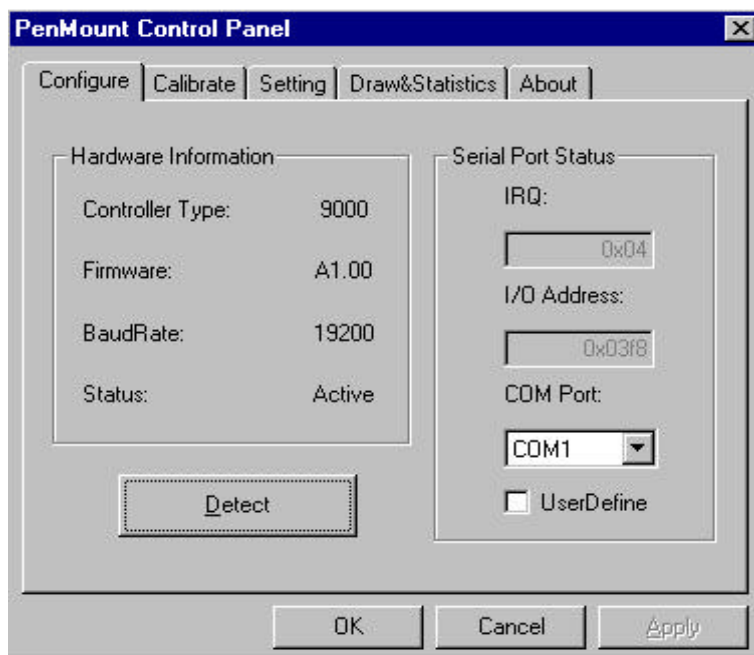 PenMount Control Panel
Configure Calibrate Setting Draw&Statistics About
Hardware Information
Controller Type: 9000
Firmware: A1.00
BaudRate: 19200
Status: Active
Detect
Serial Port Status
IRQ:
0x04
I/O Address:
0x03f8
COM Port:
COM1
UserDefine
OK Cancel Apply